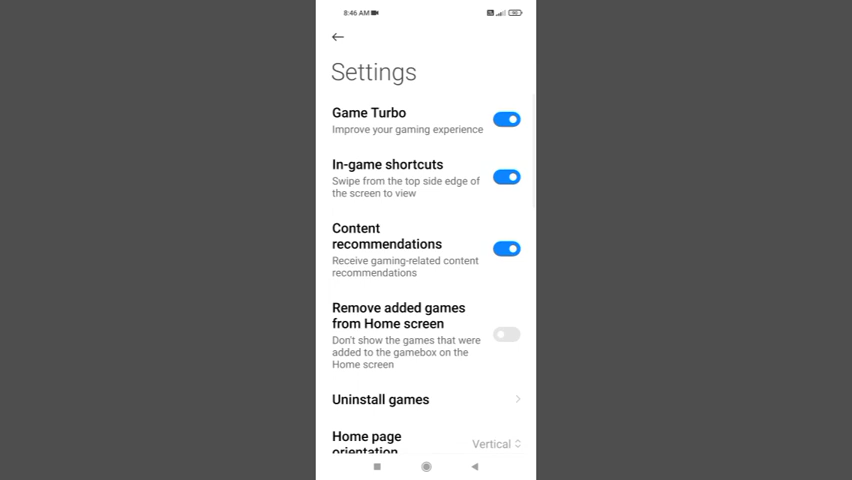 8:46 AM
Settings
Game Turbo
Improve your gaming experience
In-game shortcuts
Swipe from the top side edge of
the screen to view
Content
recommendations
Receive gaming-related content
recommendations
Remove added games
from Home screen
Don't show the games that were
added to the gamebox on the
Home screen
Uninstall games
Home page
orientation
Vertical